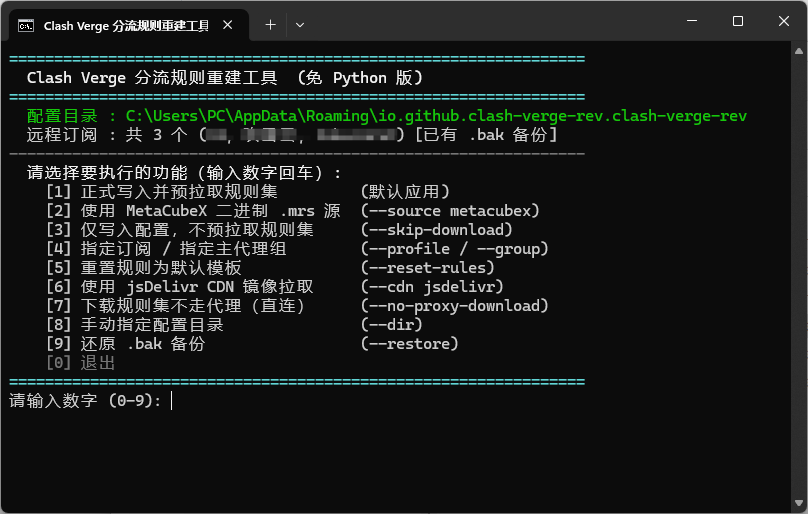 Clash Verge 分流规则重建工具
============================================================
Clash Verge 分流规则重建工具 （免 Python 版）
============================================================
配置目录 : C:\Users\PC\AppData\Roaming\io.github.clash-verge-rev.clash-verge-rev
远程订阅 : 共 3 个 ( , , ) [已有 .bak 备份]
------------------------------------------------------------
请选择要执行的功能（输入数字回车）:
[1] 正式写入并预拉取规则集 (默认应用)
[2] 使用 MetaCubeX 二进制 .mrs 源 (--source metacubex)
[3] 仅写入配置，不预拉取规则集 (--skip-download)
[4] 指定订阅 / 指定主代理组 (--profile / --group)
[5] 重置规则为默认模板 (--reset-rules)
[6] 使用 jsDelivr CDN 镜像拉取 (--cdn jsdelivr)
[7] 下载规则集不走代理（直连） (--no-proxy-download)
[8] 手动指定配置目录 (--dir)
[9] 还原 .bak 备份 (--restore)
[0] 退出
============================================================
请输入数字 (0-9):